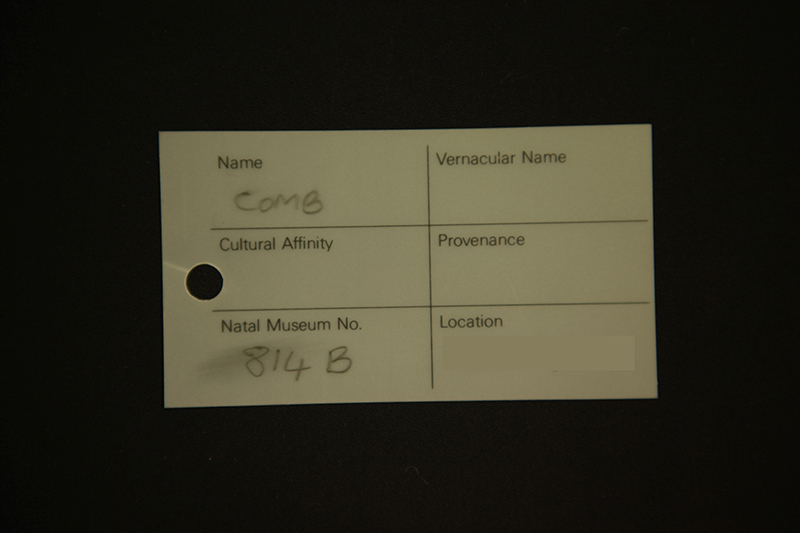 Name
Vernacular Name
COMB
Cultural Affinity
Provenance
Natal Museum No.
Location
814 B